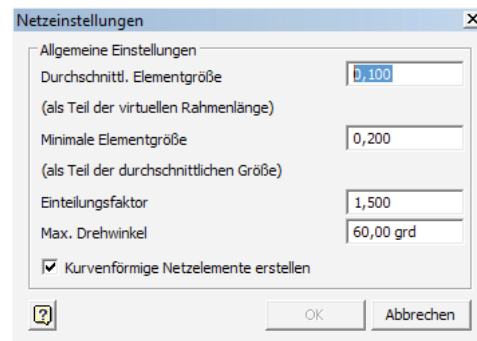 Netzeinstellungen
Allgemeine Einstellungen
Durchschnittl. Elementgröße 0,100
(als Teil der virtuellen Rahmenlänge)
Minimale Elementgröße 0,200
(als Teil der durchschnittlichen Größe)
Einteilungsfaktor 1,500
Max. Drehwinkel 60,00 grd
Kurvenförmige Netzelemente erstellen
OK Abbrechen